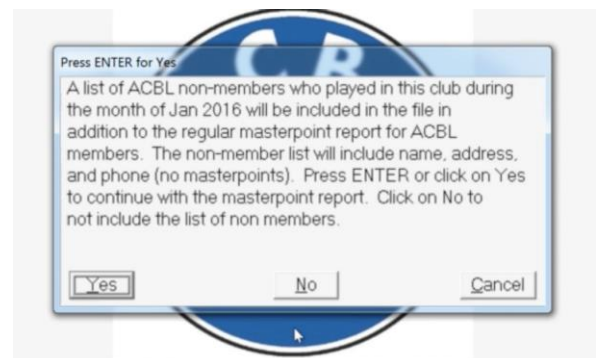 C B
Press ENTER for Yes
A list of ACBL non-members who played in this club during
the month of Jan 2016 will be included in the file in
addition to the regular masterpoint report for ACBL
members. The non-member list will include name, address,
and phone (no masterpoints). Press ENTER or click on Yes
to continue with the masterpoint report. Click on No to
not include the list of non members.
Yes No Cancel